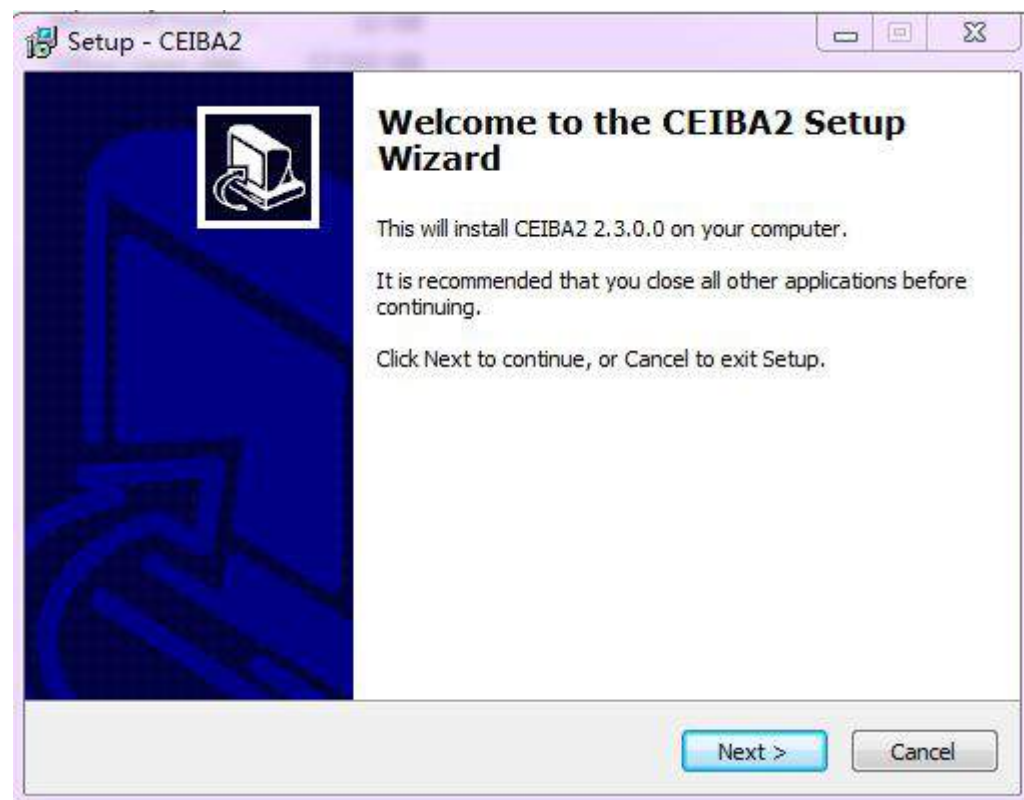 Setup - CEIBA2
Welcome to the CEIBA2 Setup
Wizard
This will install CEIBA2 2.3.0.0 on your computer.
It is recommended that you close all other applications before
continuing.
Click Next to continue, or Cancel to exit Setup.
Next >
Cancel